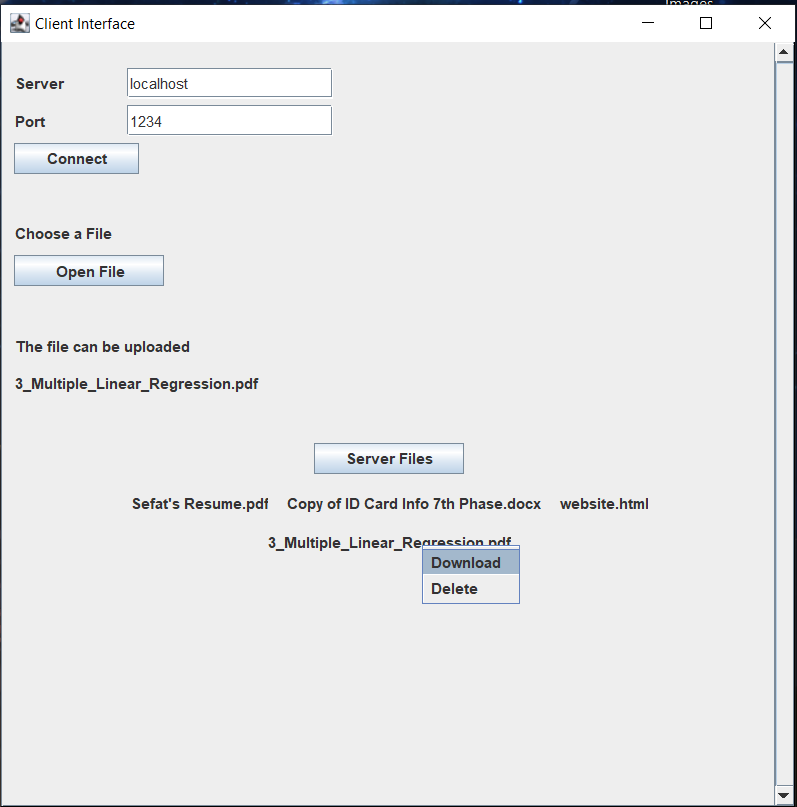 Images
Client Interface
Server localhost
Port 1234
Connect
Choose a File
Open File
The file can be uploaded
3_Multiple_Linear_Regression.pdf
Server Files
Sefat's Resume.pdf Copy of ID Card Info 7th Phase.docx website.html
3_Multiple_Linear_Regression.pdf
Download
Delete